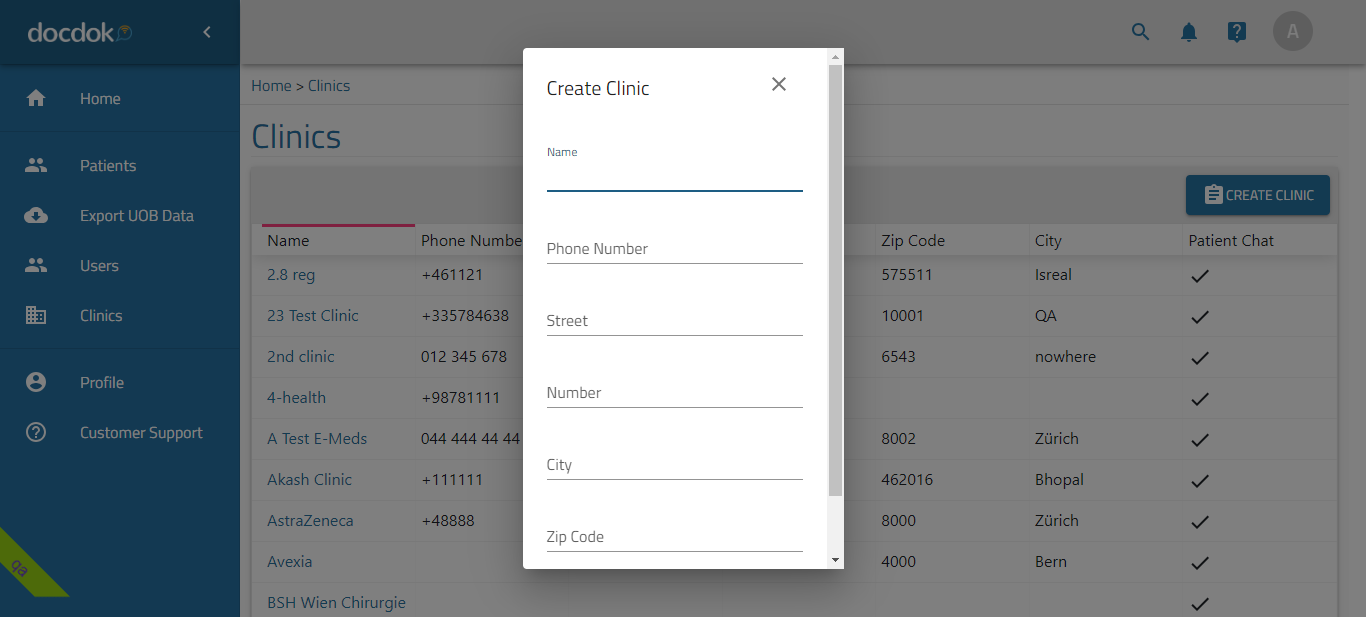 docdok
A
Home
Patients
Export UOB Data
Users
Clinics
Profile
Customer Support
qa
Home > Clinics
Clinics
CREATE CLINIC
Name Phone Numbe Zip Code City Patient Chat
2.8 reg +461121 575511 Isreal
23 Test Clinic +335784638 10001 QA
2nd clinic 012 345 678 6543 nowhere
4-health +98781111
A Test E-Meds 044 444 44 44 8002 Zürich
Akash Clinic +111111 462016 Bhopal
AstraZeneca +48888 8000 Zürich
Avexia 4000 Bern
BSH Wien Chirurgie
Create Clinic
Name
Phone Number
Street
Number
City
Zip Code